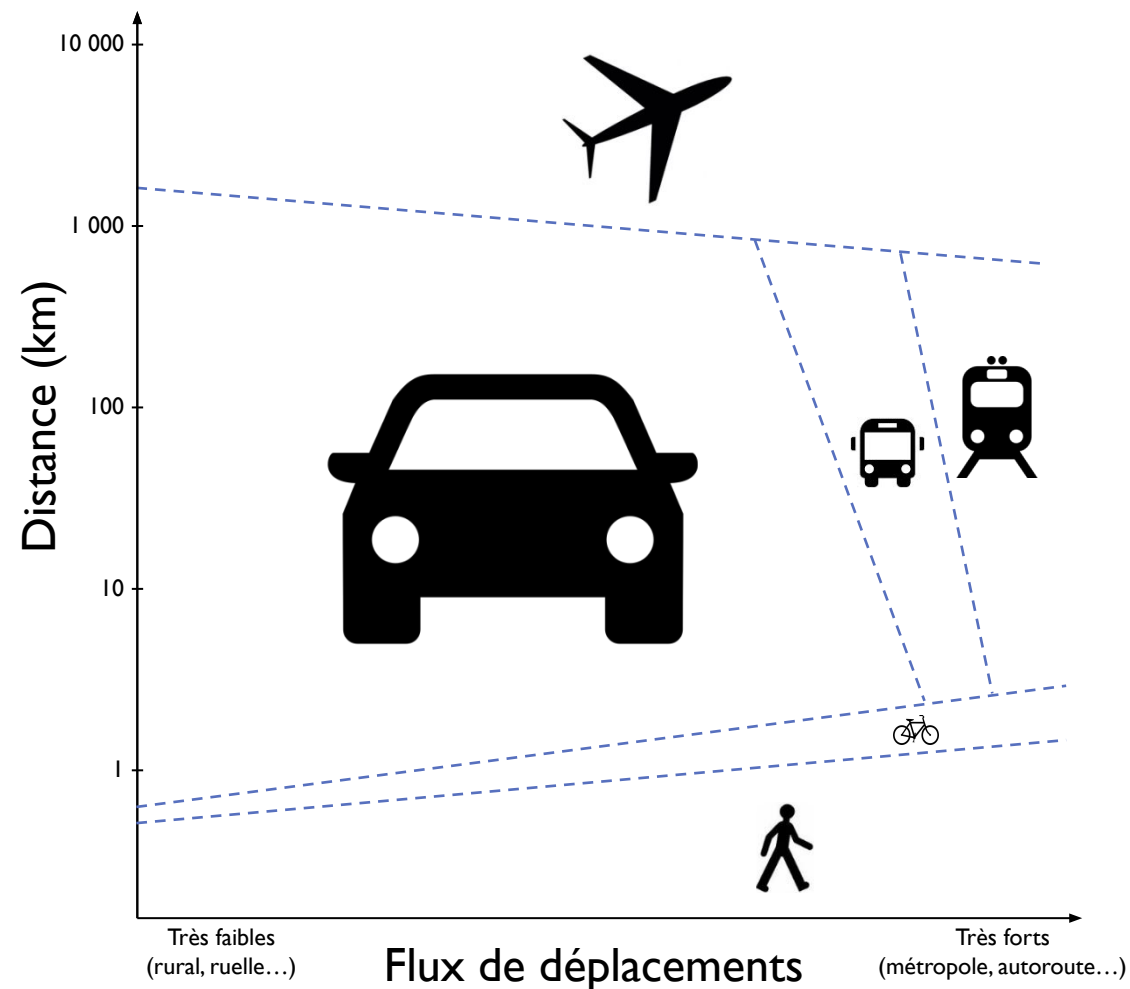 10 000
1 000
100
10
1
Distance (km)
Très faibles
(rural, ruelle…)
Flux de déplacements
Très forts
(métropole, autoroute…)